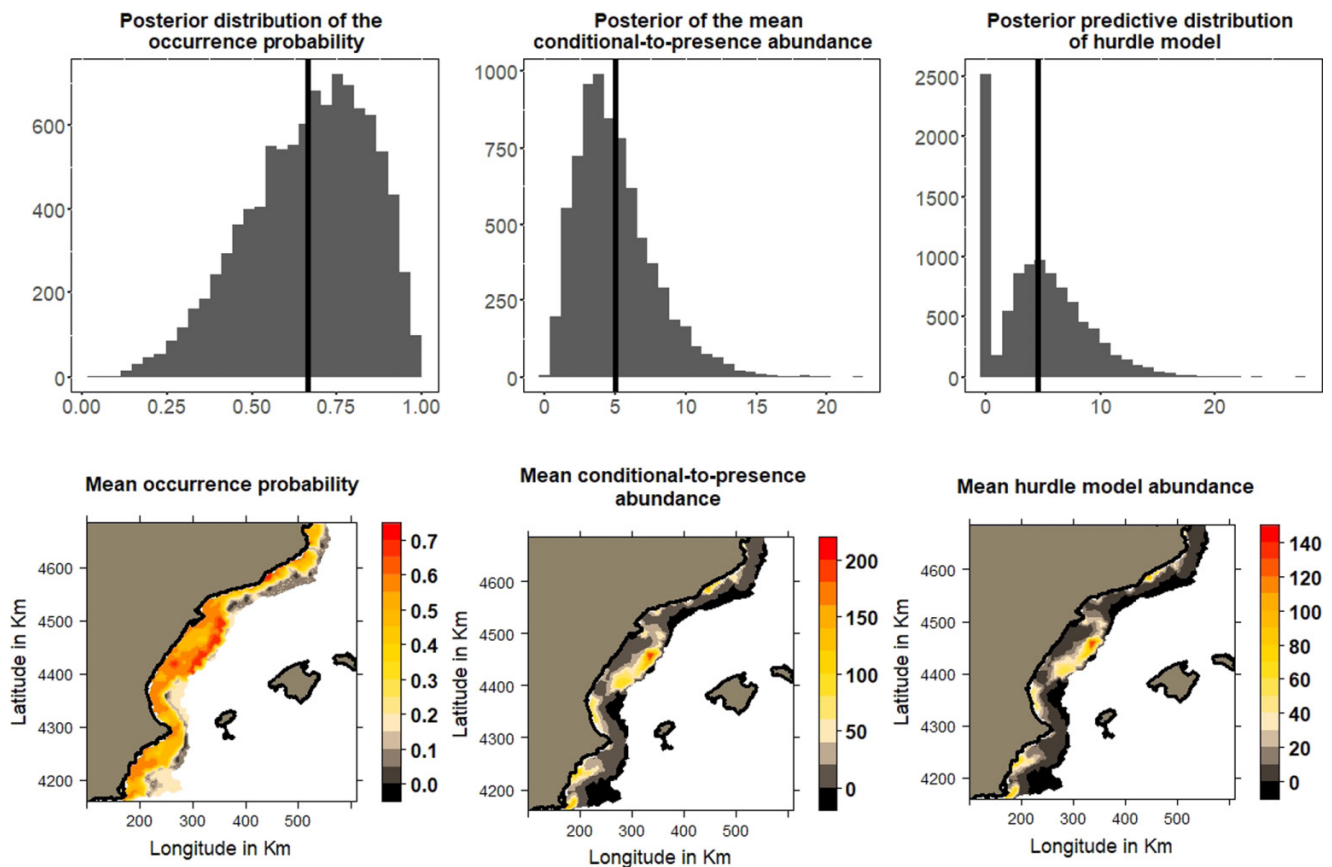 Posterior distribution of the
occurrence probability
600
400
200
0
0.00 0.25 0.50 0.75 1.00
Posterior of the mean
conditional-to-presence abundance
1000
750
500
250
0
0 5 10 15 20
Posterior predictive distribution
of hurdle model
2500
2000
1500
1000
500
0
0 10 20
Mean occurrence probability
Latitude in Km
4600
4500
4400
4300
4200
200 300 400 500
Longitude in Km
0.7
0.6
0.5
0.4
0.3
0.2
0.1
0.0
Mean conditional-to-presence
abundance
Latitude in Km
4600
4500
4400
4300
4200
200 300 400 500
Longitude in Km
200
150
100
50
0
Mean hurdle model abundance
Latitude in Km
4600
4500
4400
4300
4200
200 300 400 500
Longitude in Km
140
120
100
80
60
40
20
0